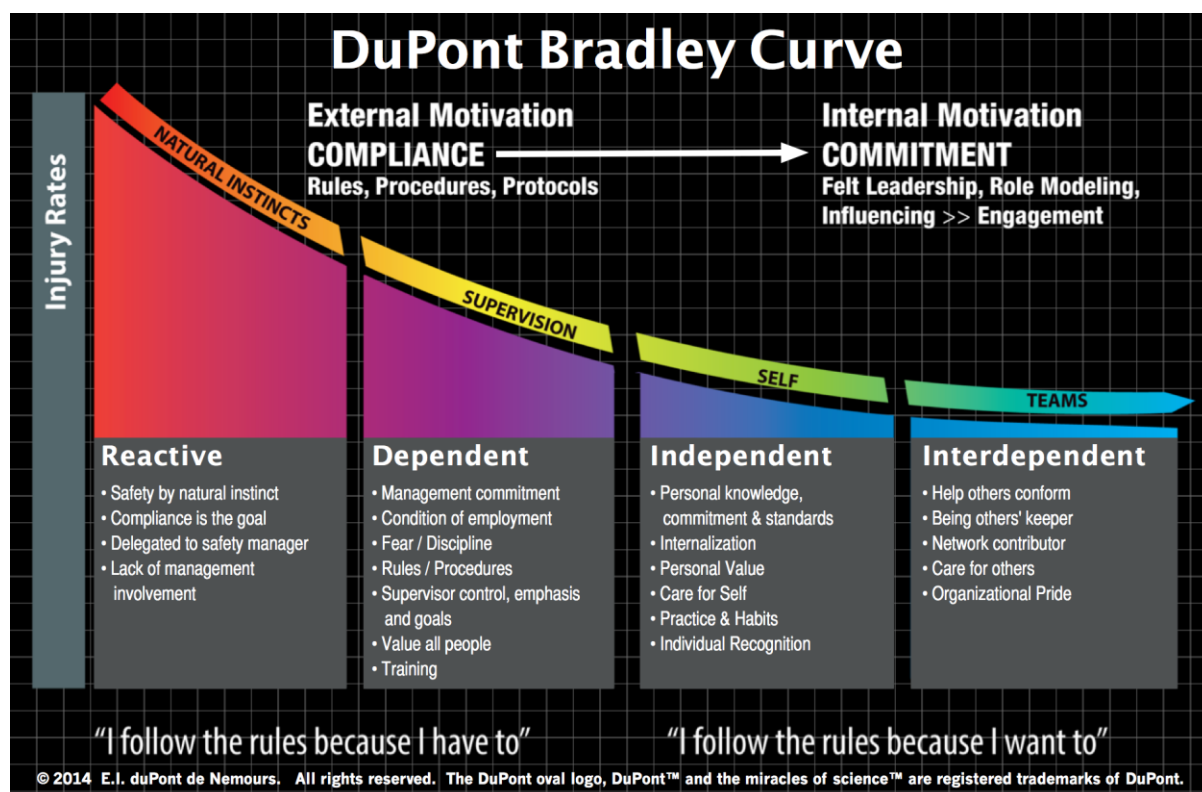 DuPont Bradley Curve
Injury Rates
NATURAL INSTINCTS
SUPERVISION
SELF
TEAMS
External Motivation
COMPLIANCE
Rules, Procedures, Protocols
Internal Motivation
COMMITMENT
Felt Leadership, Role Modeling,
Influencing >> Engagement
Reactive
• Safety by natural instinct
• Compliance is the goal
• Delegated to safety manager
• Lack of management
involvement
Dependent
• Management commitment
• Condition of employment
• Fear / Discipline
• Rules / Procedures
• Supervisor control, emphasis
and goals
• Value all people
• Training
Independent
• Personal knowledge,
commitment & standards
• Internalization
• Personal Value
• Care for Self
• Practice & Habits
• Individual Recognition
Interdependent
• Help others conform
• Being others' keeper
• Network contributor
• Care for others
• Organizational Pride
“I follow the rules because I have to”
“I follow the rules because I want to”
© 2014 E.I. duPont de Nemours. All rights reserved. The DuPont oval logo, DuPont™ and the miracles of science™ are registered trademarks of DuPont.